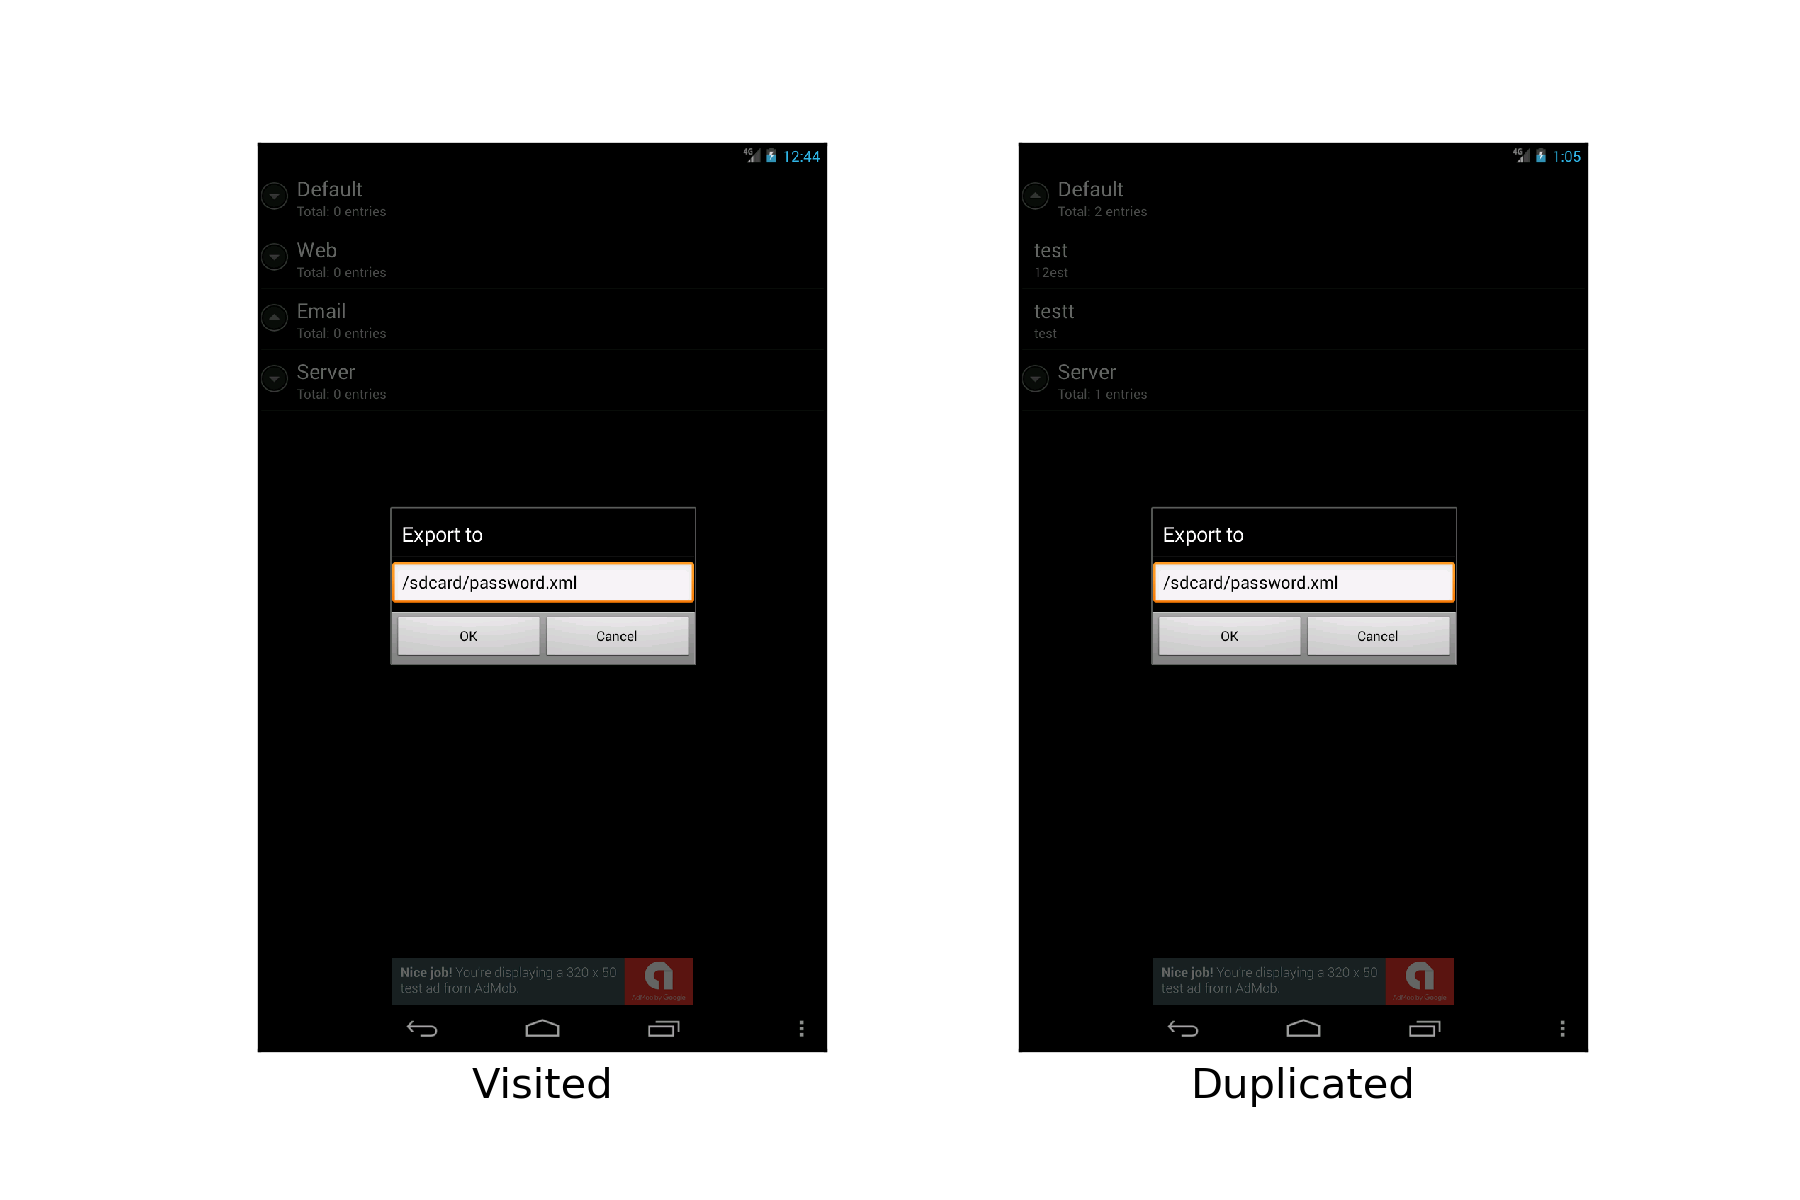 4G 12:44
Default
Total: 0 entries
Web
Total: 0 entries
Email
Total: 0 entries
Server
Total: 0 entries
Export to
/sdcard/password.xml
OK Cancel
Nice job! You're displaying a 320 x 50
test ad from AdMob.
AdMob by Google
Visited
4G 1:05
Default
Total: 2 entries
test
12est
testt
test
Server
Total: 1 entries
Export to
/sdcard/password.xml
OK Cancel
Nice job! You're displaying a 320 x 50
test ad from AdMob.
AdMob by Google
Duplicated